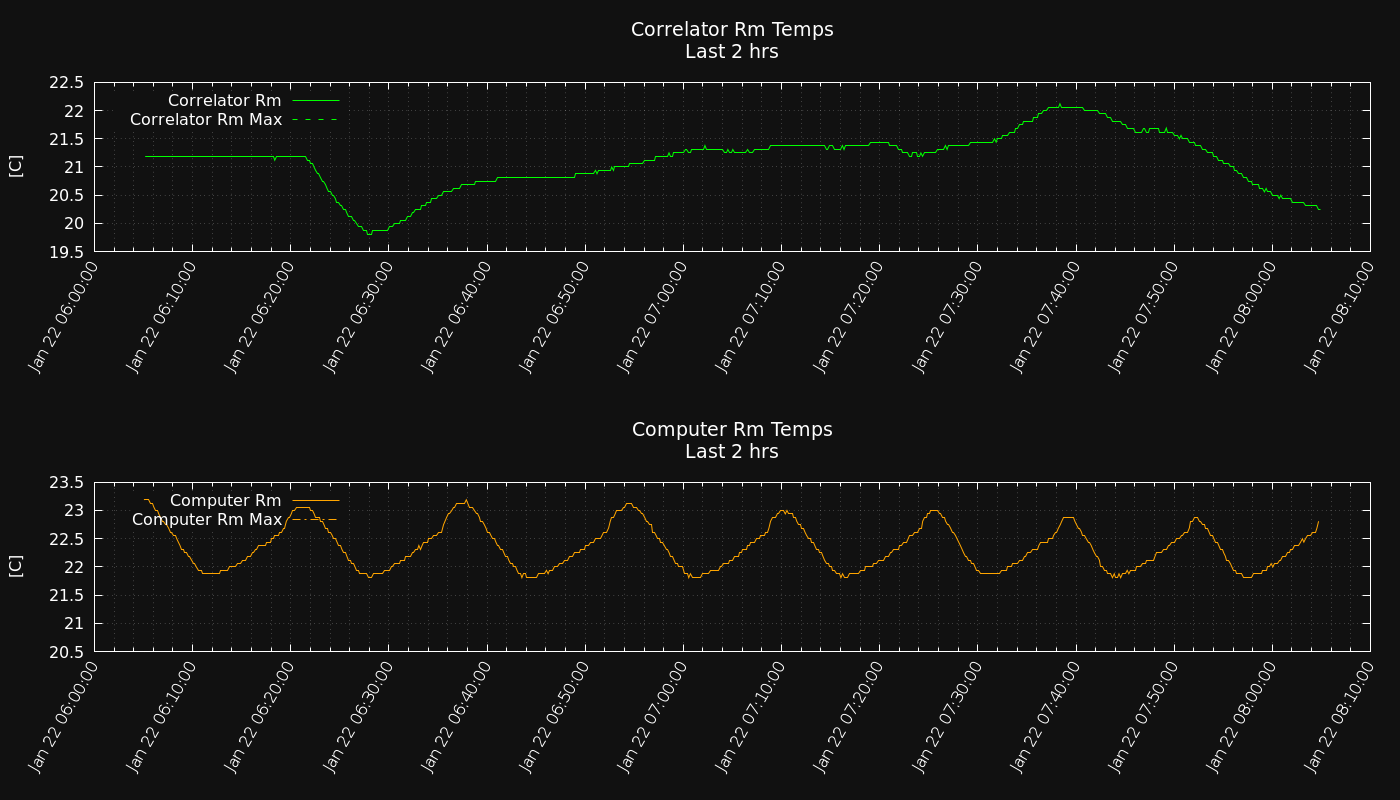 Correlator Rm Temps
Last 2 hrs
22.5
22
21.5
21
20.5
20
19.5
[C]
Correlator Rm
Correlator Rm Max
Jan 22 06:00:00
Jan 22 06:10:00
Jan 22 06:20:00
Jan 22 06:30:00
Jan 22 06:40:00
Jan 22 06:50:00
Jan 22 07:00:00
Jan 22 07:10:00
Jan 22 07:20:00
Jan 22 07:30:00
Jan 22 07:40:00
Jan 22 07:50:00
Jan 22 08:00:00
Jan 22 08:10:00
Computer Rm Temps
Last 2 hrs
23.5
23
22.5
22
21.5
21
20.5
[C]
Computer Rm
Computer Rm Max
Jan 22 06:00:00
Jan 22 06:10:00
Jan 22 06:20:00
Jan 22 06:30:00
Jan 22 06:40:00
Jan 22 06:50:00
Jan 22 07:00:00
Jan 22 07:10:00
Jan 22 07:20:00
Jan 22 07:30:00
Jan 22 07:40:00
Jan 22 07:50:00
Jan 22 08:00:00
Jan 22 08:10:00